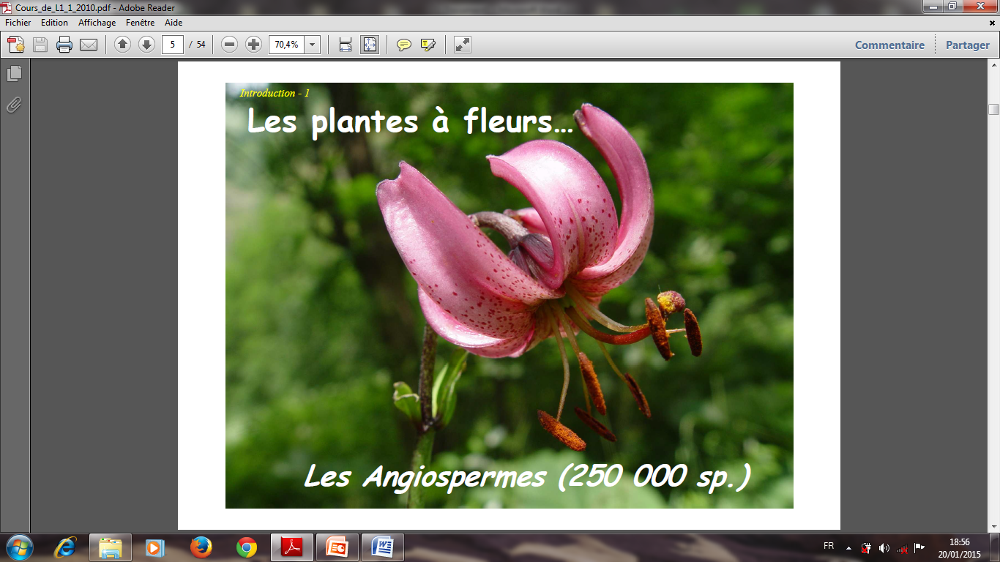 Cours_de_L1_1_2010.pdf - Adobe Reader
Fichier Edition Affichage Fenêtre Aide
5 / 54 70,4% Commentaire Partager
Introduction - 1
Les plantes à fleurs...
Les Angiospermes (250 000 sp.)
FR 18:56
20/01/2015